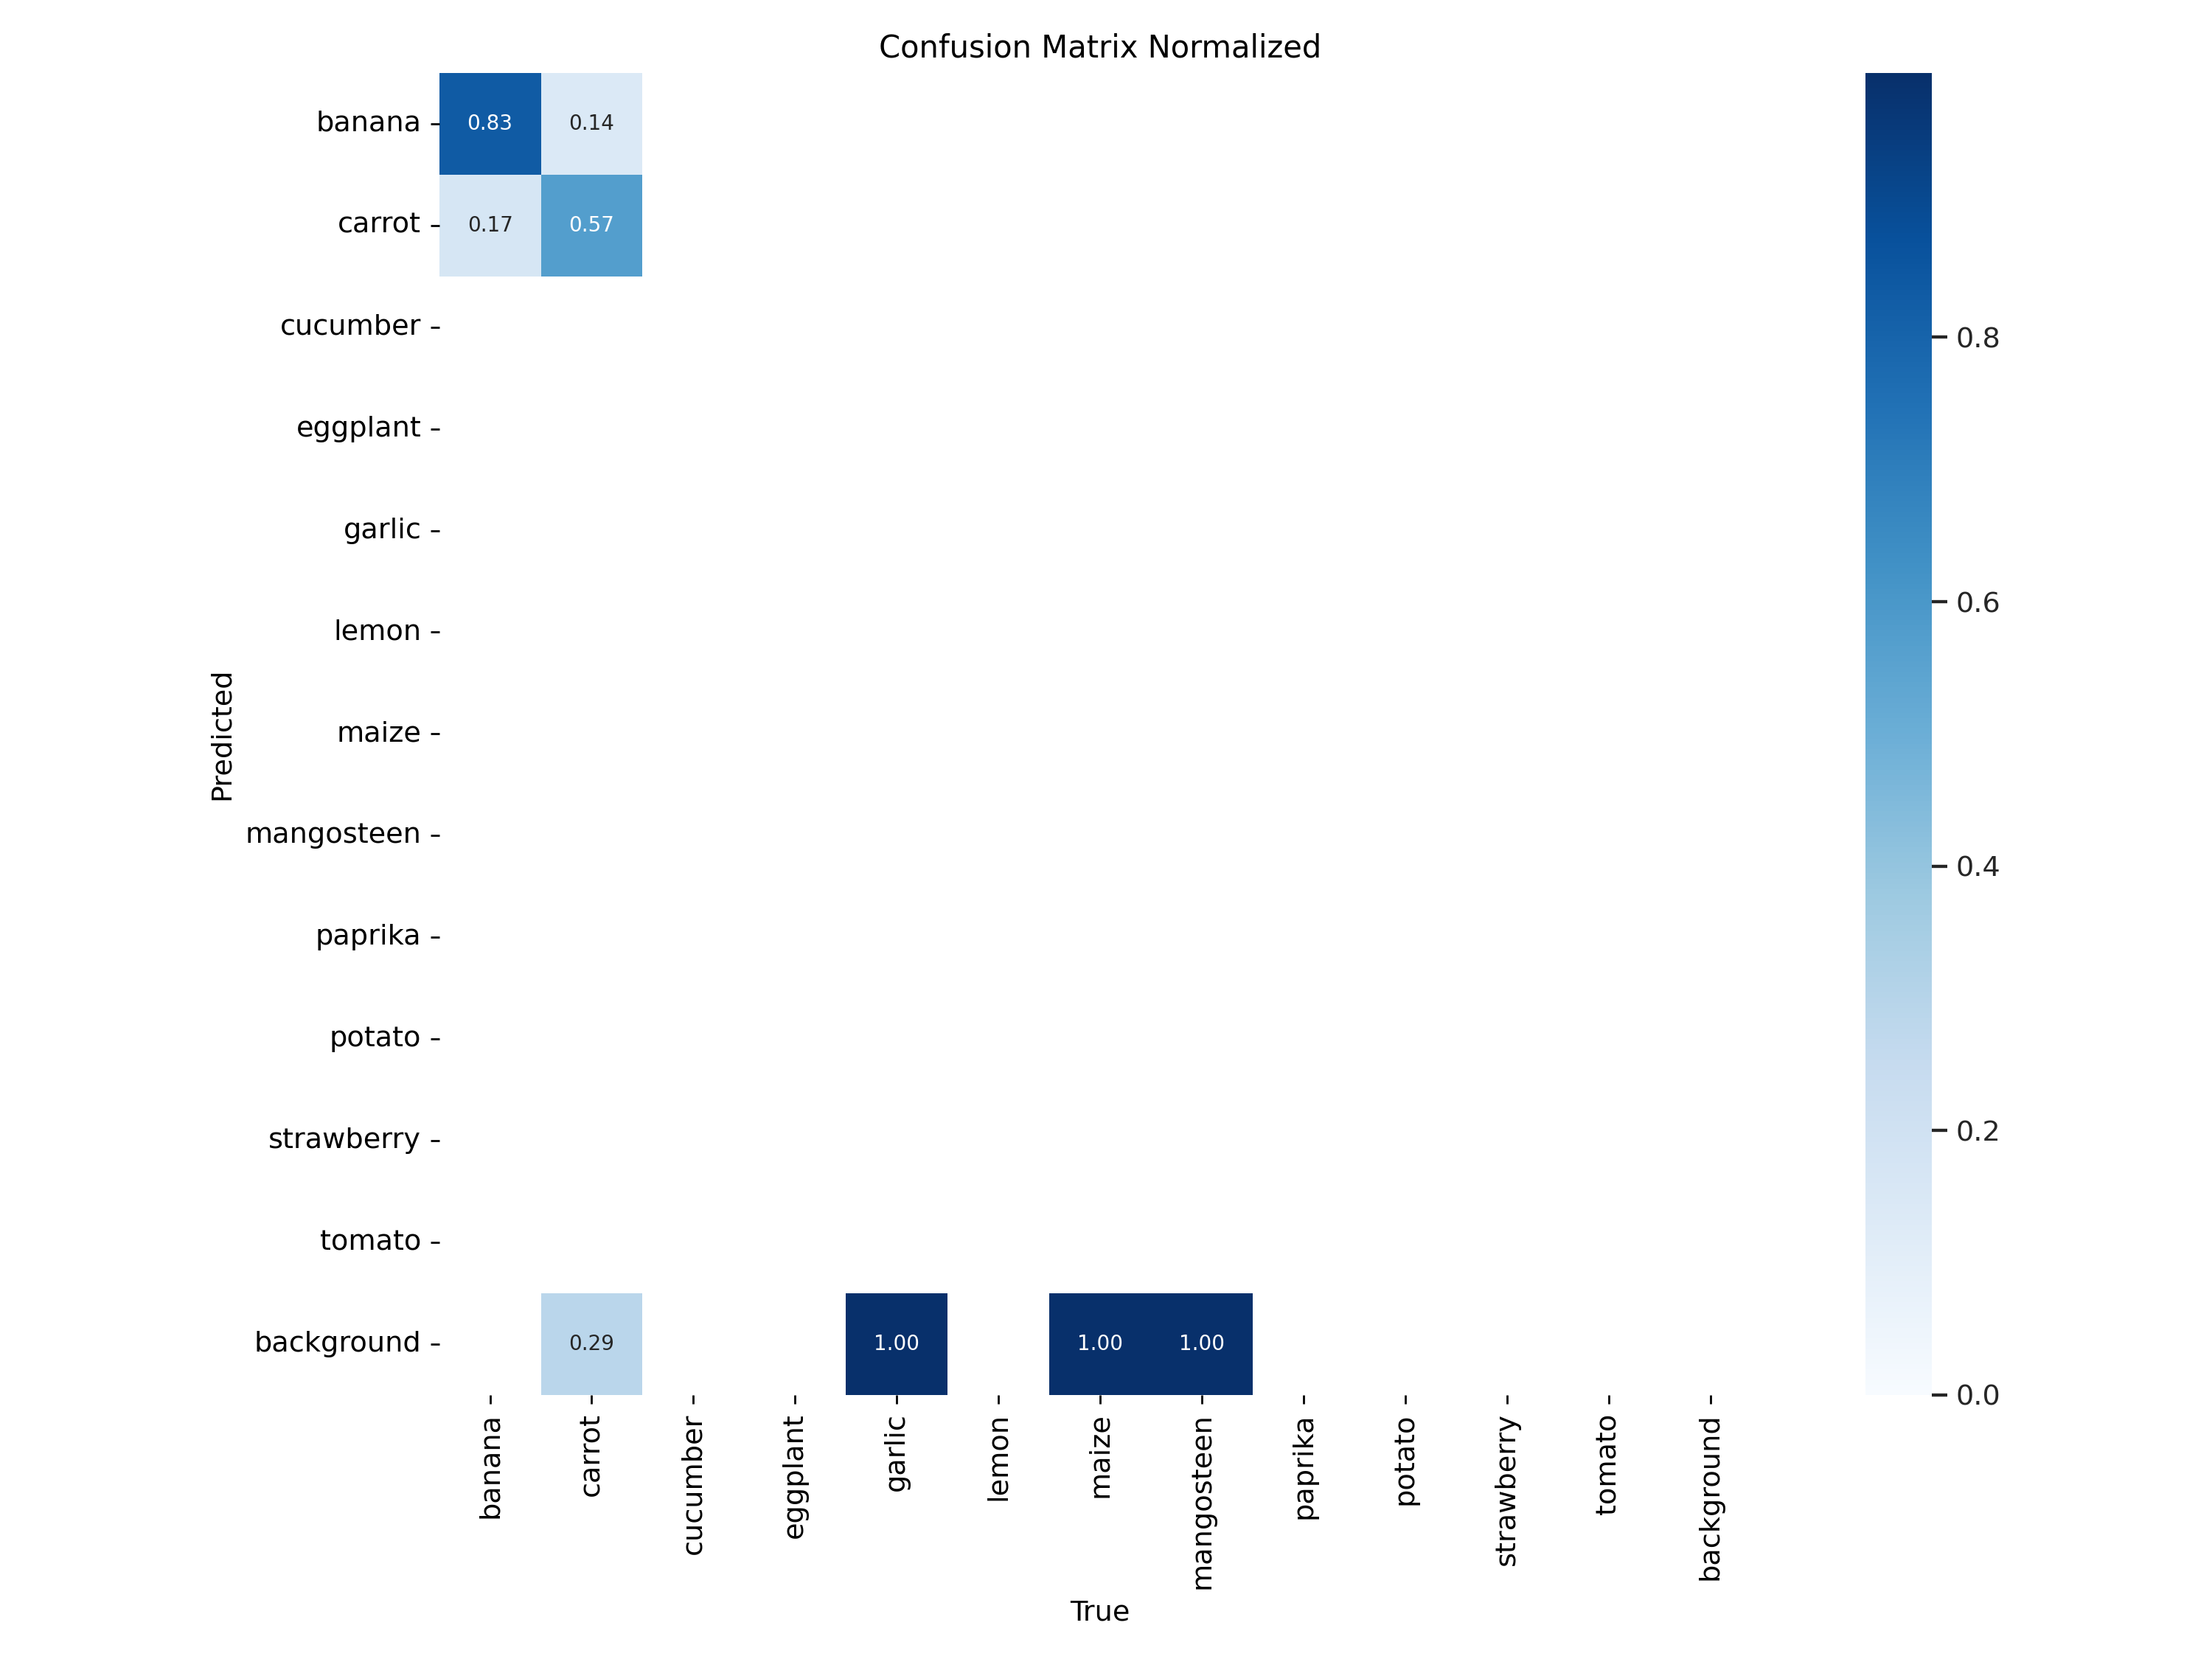 Confusion Matrix Normalized
banana
0.83
0.14
carrot
0.17
0.57
cucumber
eggplant
garlic
lemon
maize
mangosteen
paprika
potato
strawberry
tomato
background
0.29
1.00
1.00
1.00
Predicted
banana
carrot
cucumber
eggplant
garlic
lemon
maize
mangosteen
paprika
potato
strawberry
tomato
background
True
0.8
0.6
0.4
0.2
0.0